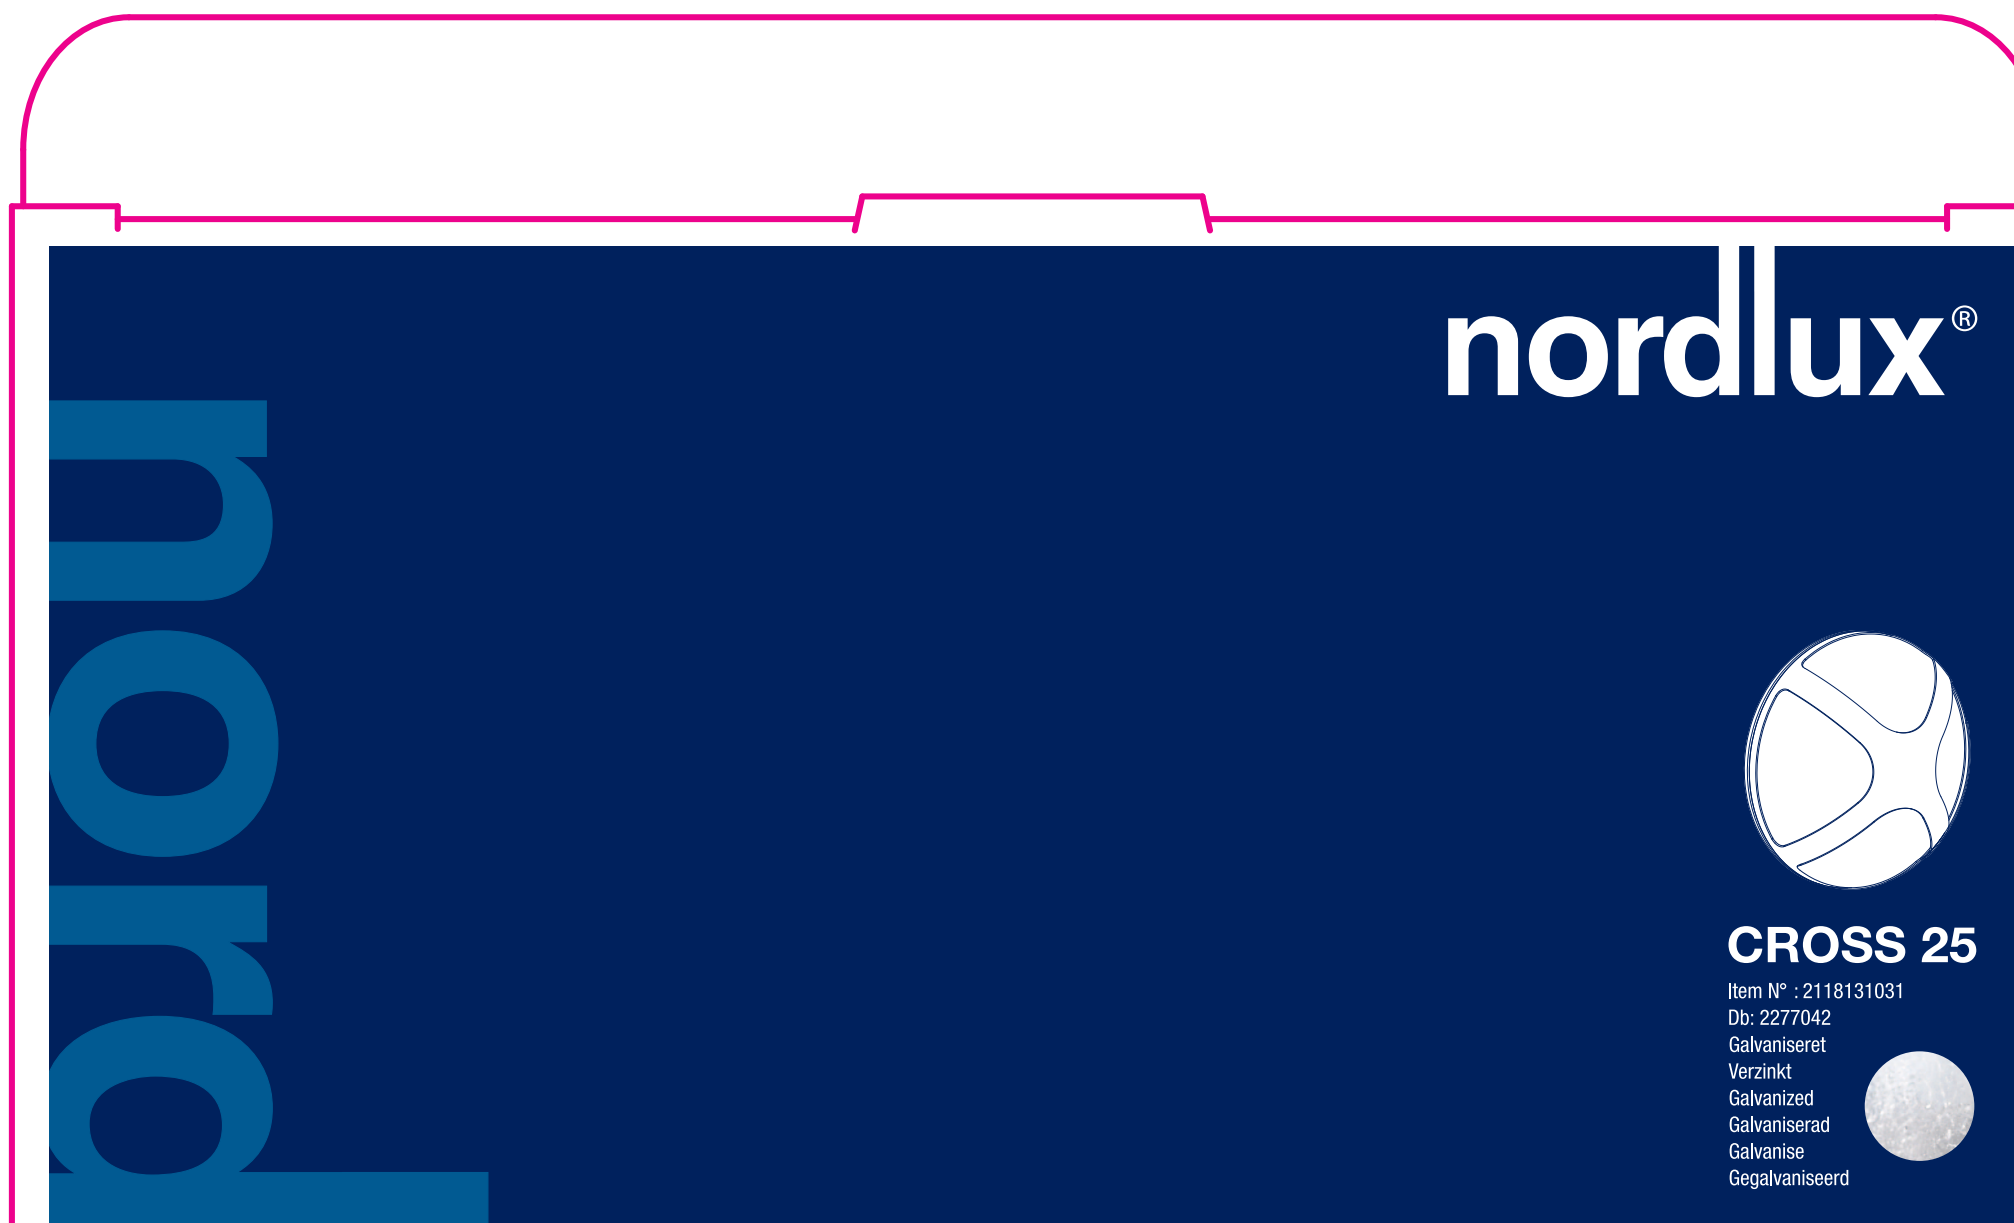 nordlux®
nord
CROSS 25
Item N° : 2118131031
Db: 2277042
Galvaniseret
Verzinkt
Galvanized
Galvaniserad
Galvanise
Gegalvaniseerd